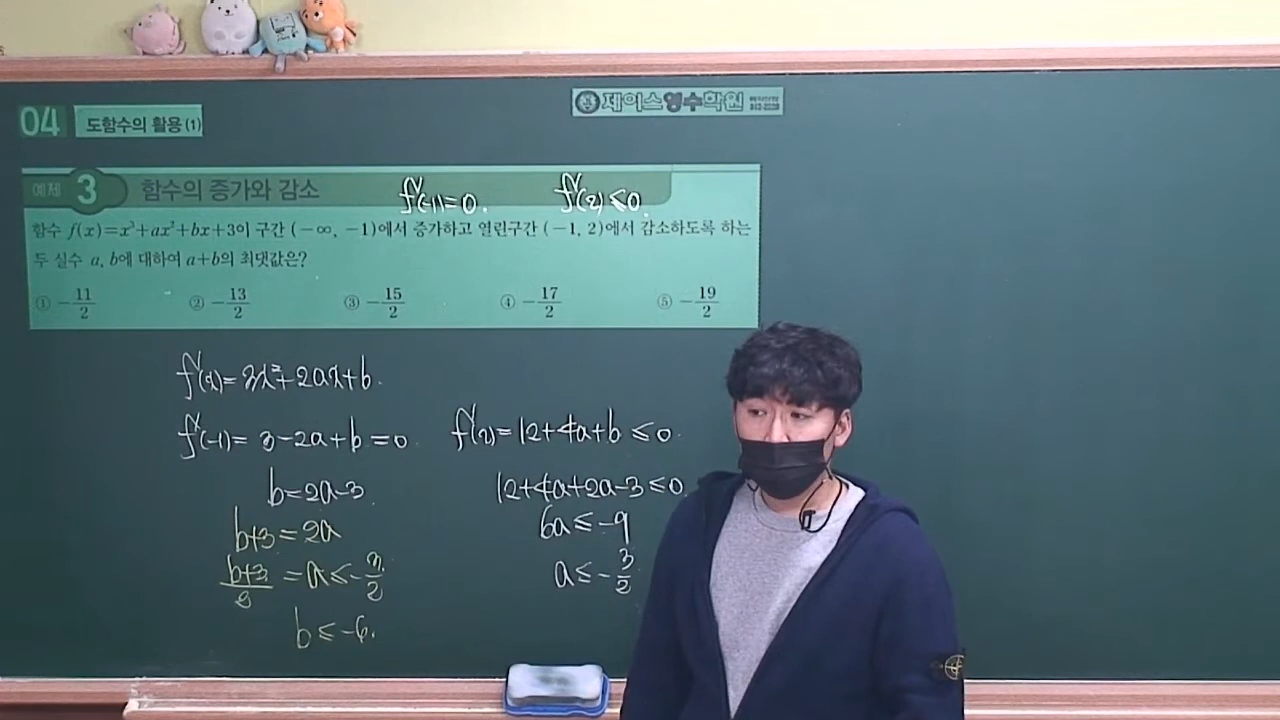 04 도함수의 활용(1)
제이스영수학원
예제 3 함수의 증가와 감소
f'(-1)=0. f'(2)≤0.
함수 f(x)=x³+ax²+bx+3이 구간 (-∞, -1)에서 증가하고 열린구간 (-1, 2)에서 감소하도록 하는
두 실수 a, b에 대하여 a+b의 최댓값은?
① -11/2 ② -13/2 ③ -15/2 ④ -17/2 ⑤ -19/2
f'(x)=3x²+2ax+b.
f'(-1)=3-2a+b=0
b=2a-3
b+3=2a
b+3/2=a≤-3/2
b≤-6.
f'(2)=12+4a+b≤0.
12+4a+2a-3≤0.
6a≤-9
a≤-3/2